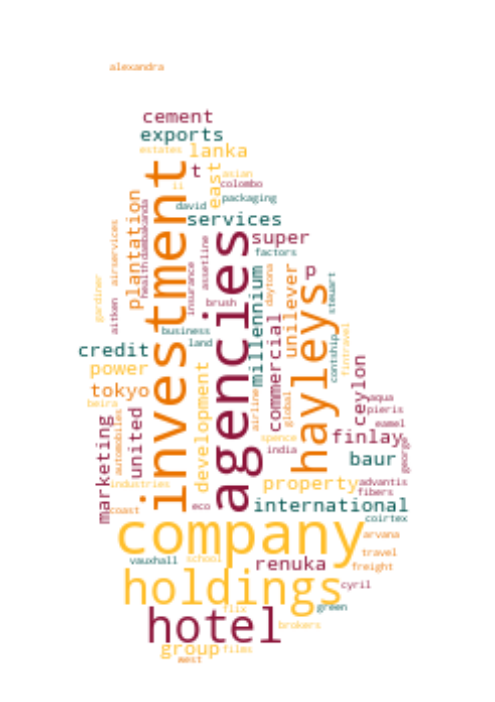 alexandra
cement
exports
estates
lanka
t
ii
east
asian
colombo
david
packaging
services
investment
plantation
health
dambakanda
airservices
gardiner
aitken
insurance
assetline
agencies
super
factors
p
brush
millennium
daytona
unilever
hayleys
stewart
contship
fintravel
business
land
credit
power
tokyo
beira
automobiles
united
marketing
development
commercial
airline
global
spence
india
ceylon
aqua
pieris
eamel
finlay
george
baur
industries
coast
eco
property
advantis
fibers
international
coirtex
company
arvana
travel
freight
vauxhall
school
renuka
holdings
cyril
flix
green
hotel
brokers
group
films
west